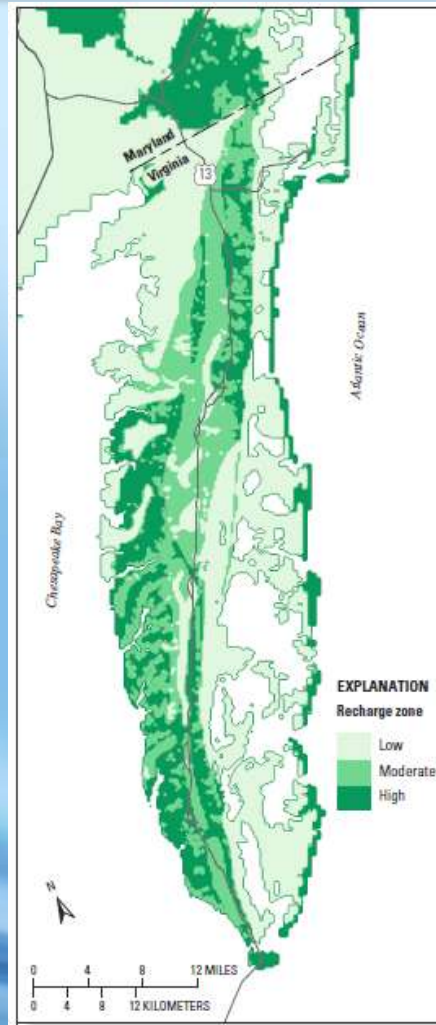 Maryland
Virginia
13
Atlantic Ocean
Chesapeake Bay
EXPLANATION
Recharge zone
Low
Moderate
High
N
0 4 8 12 MILES
0 4 8 12 KILOMETERS